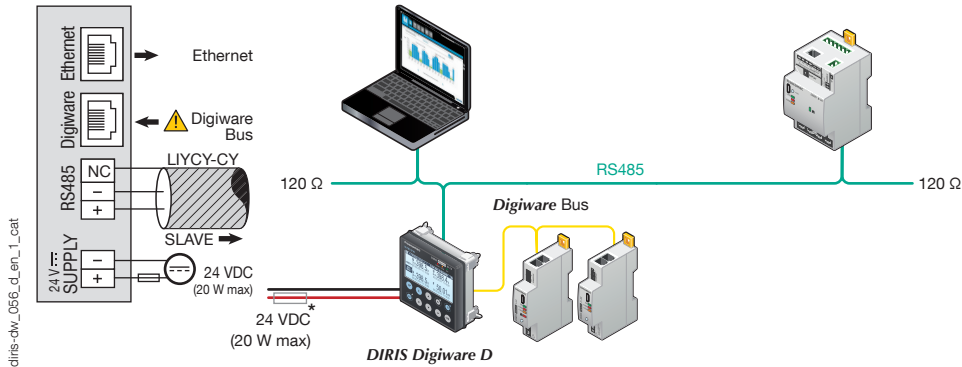 Ethernet
Ethernet
Digiware
Digiware
Bus
RS485
NC
–
+
LIYCY-CY
SLAVE
24 V
SUPPLY
–
+
24 VDC
(20 W max)
diris-dw_056_d_en_1_cat
120 Ω
RS485
120 Ω
Digiware Bus
24 VDC
*
(20 W max)
DIRIS Digiware D